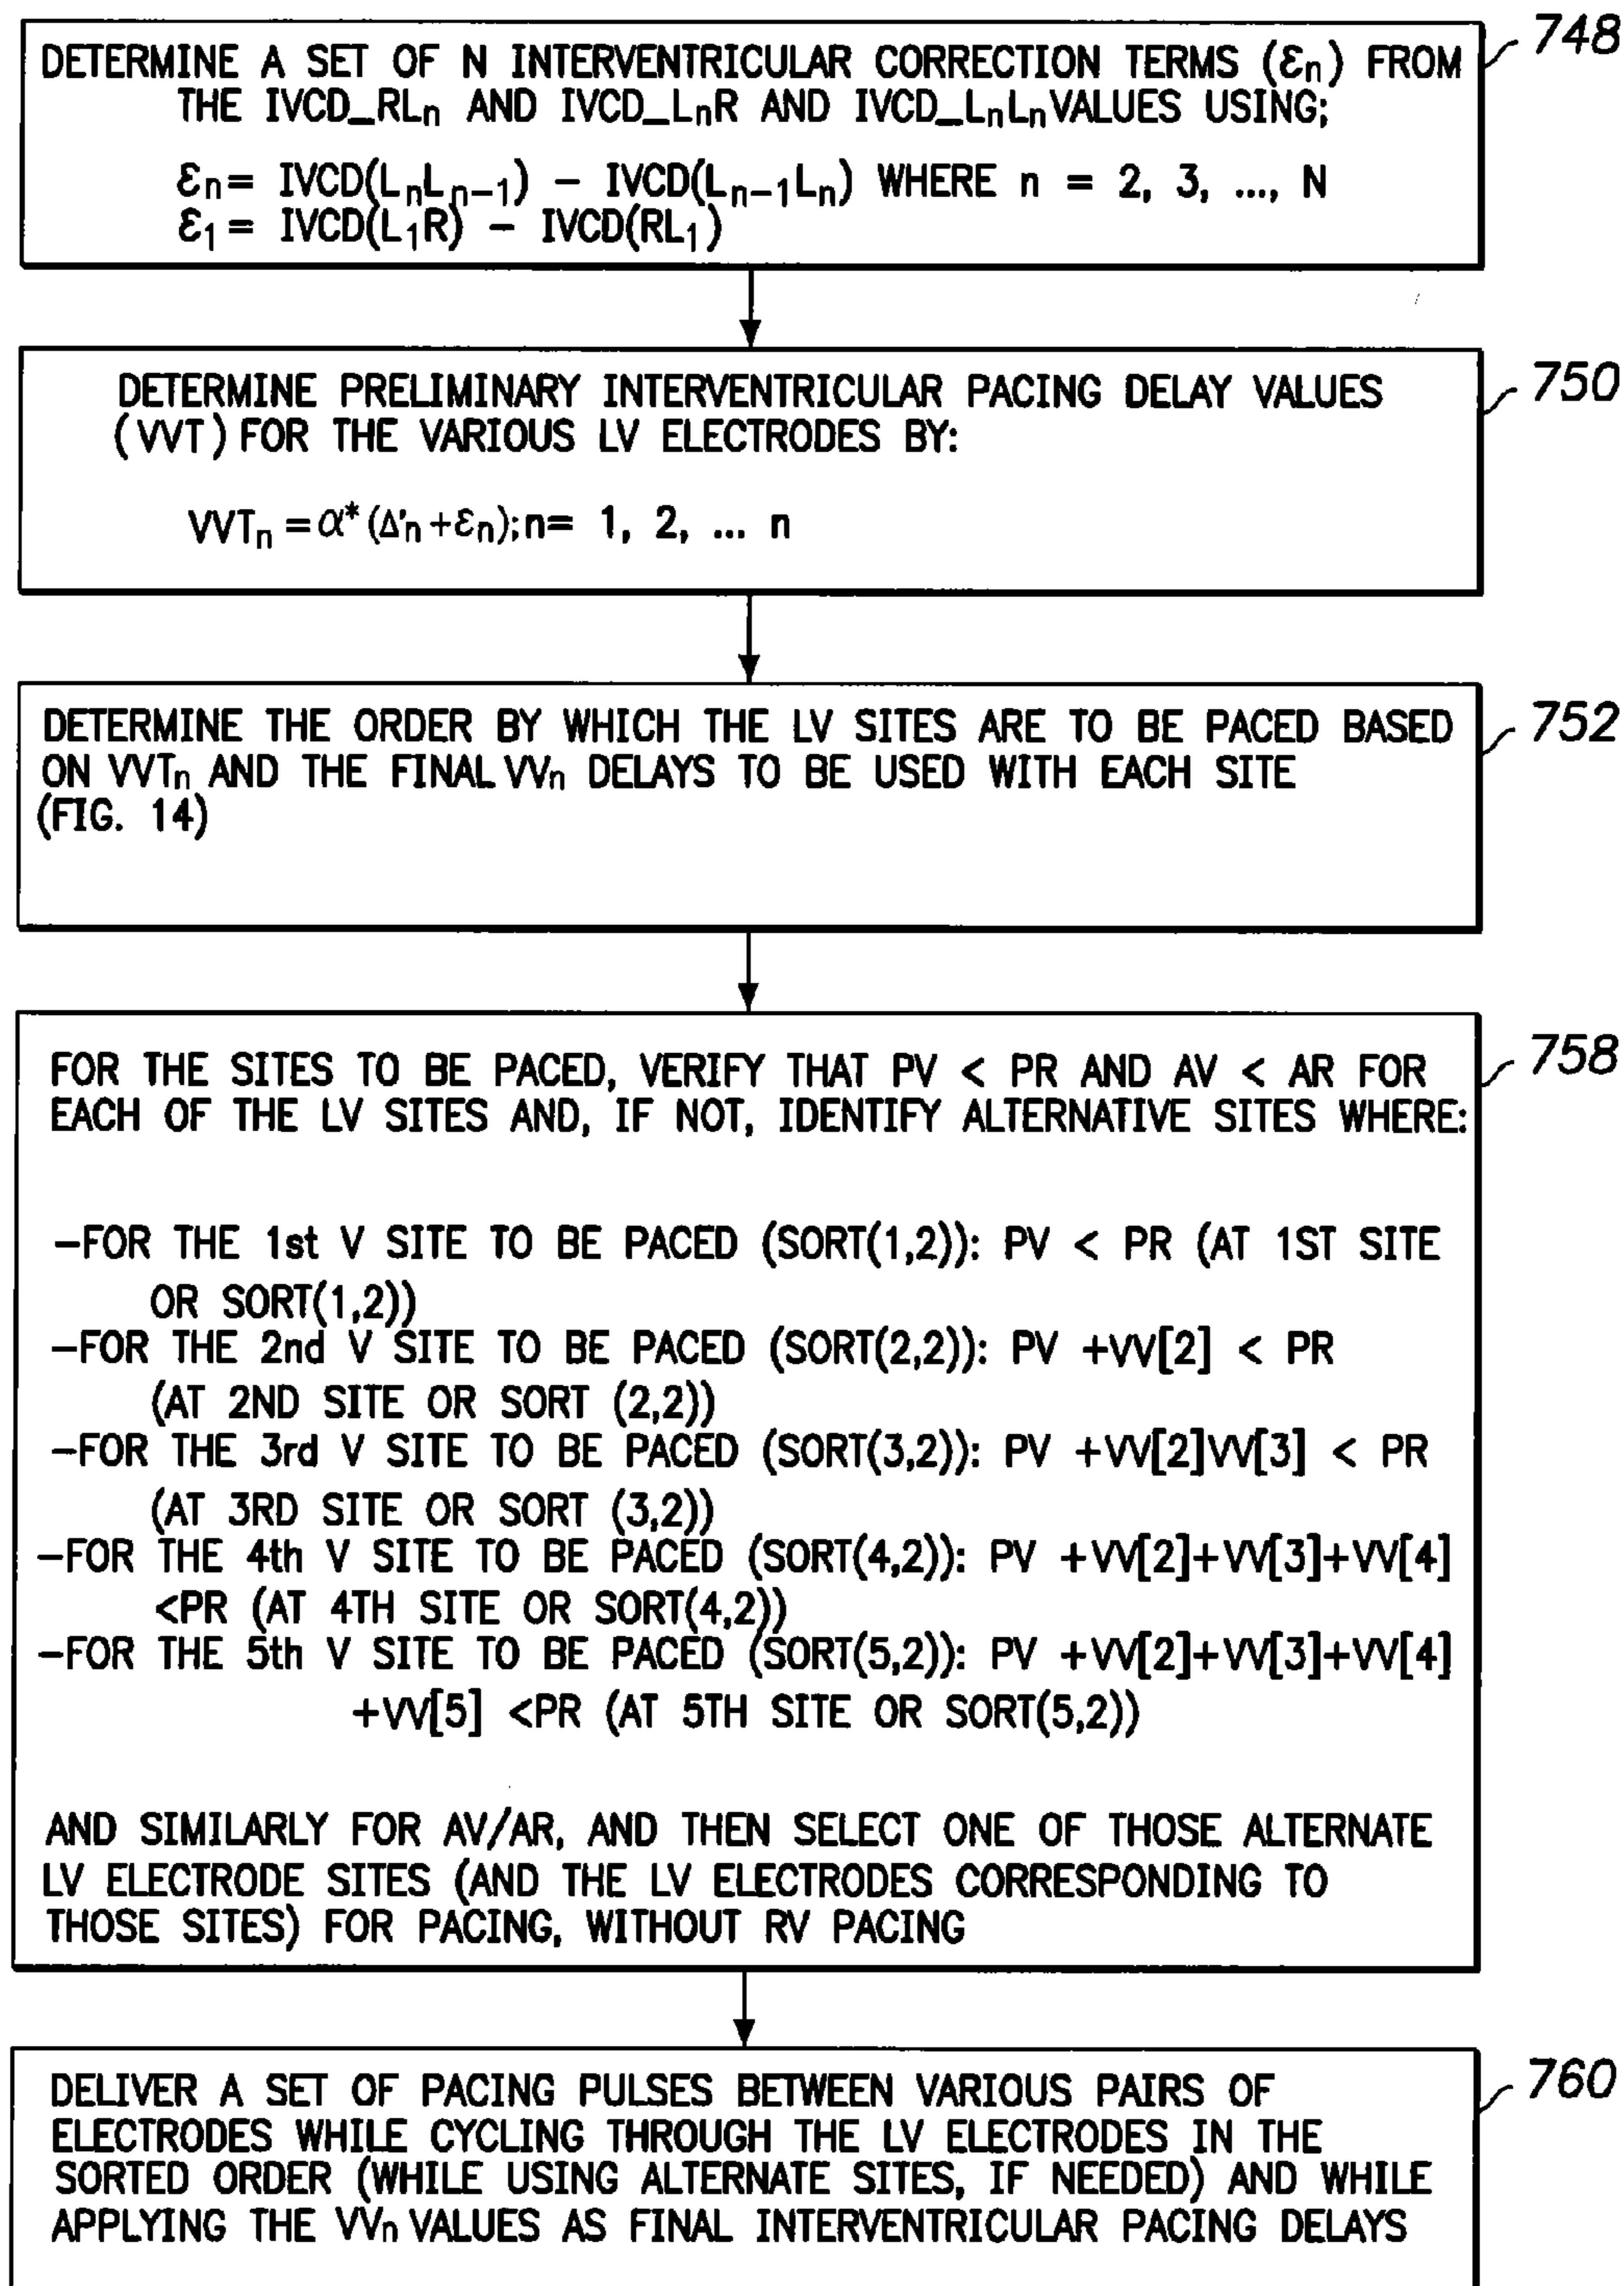 748
DETERMINE A SET OF N INTERVENTRICULAR CORRECTION TERMS (Ɛn) FROM
THE IVCD_RLn AND IVCD_LnR AND IVCD_LnLn VALUES USING;
Ɛn = IVCD(LnLn-1) - IVCD(Ln-1Ln) WHERE n = 2, 3, ..., N
Ɛ1 = IVCD(L1R) - IVCD(RL1)
750
DETERMINE PRELIMINARY INTERVENTRICULAR PACING DELAY VALUES
(VVT) FOR THE VARIOUS LV ELECTRODES BY:
VVTn = α*(Δ'n+Ɛn);n= 1, 2, ... n
752
DETERMINE THE ORDER BY WHICH THE LV SITES ARE TO BE PACED BASED
ON VVTn AND THE FINAL VVn DELAYS TO BE USED WITH EACH SITE
(FIG. 14)
758
FOR THE SITES TO BE PACED, VERIFY THAT PV < PR AND AV < AR FOR
EACH OF THE LV SITES AND, IF NOT, IDENTIFY ALTERNATIVE SITES WHERE:
-FOR THE 1st V SITE TO BE PACED (SORT(1,2)): PV < PR (AT 1ST SITE
OR SORT(1,2))
-FOR THE 2nd V SITE TO BE PACED (SORT(2,2)): PV +VV[2] < PR
(AT 2ND SITE OR SORT (2,2))
-FOR THE 3rd V SITE TO BE PACED (SORT(3,2)): PV +VV[2]VV[3] < PR
(AT 3RD SITE OR SORT (3,2))
-FOR THE 4th V SITE TO BE PACED (SORT(4,2)): PV +VV[2]+VV[3]+VV[4]
<PR (AT 4TH SITE OR SORT(4,2))
-FOR THE 5th V SITE TO BE PACED (SORT(5,2)): PV +VV[2]+VV[3]+VV[4]
+VV[5] <PR (AT 5TH SITE OR SORT(5,2))
AND SIMILARLY FOR AV/AR, AND THEN SELECT ONE OF THOSE ALTERNATE
LV ELECTRODE SITES (AND THE LV ELECTRODES CORRESPONDING TO
THOSE SITES) FOR PACING, WITHOUT RV PACING
760
DELIVER A SET OF PACING PULSES BETWEEN VARIOUS PAIRS OF
ELECTRODES WHILE CYCLING THROUGH THE LV ELECTRODES IN THE
SORTED ORDER (WHILE USING ALTERNATE SITES, IF NEEDED) AND WHILE
APPLYING THE VVn VALUES AS FINAL INTERVENTRICULAR PACING DELAYS